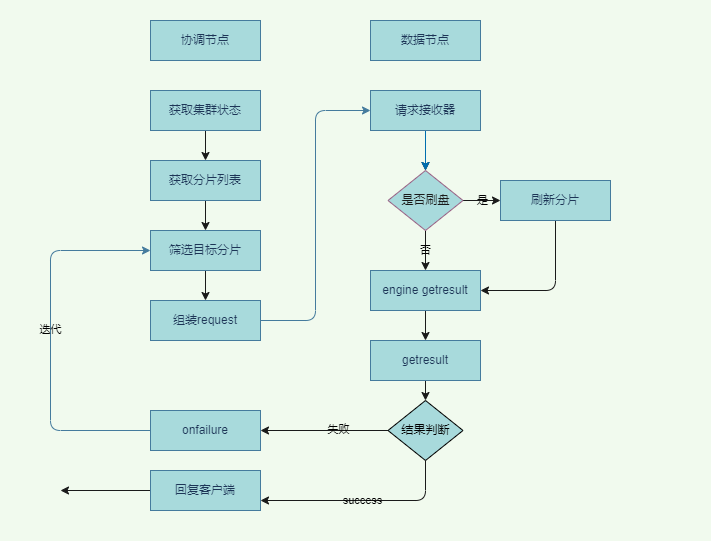 协调节点
数据节点
获取集群状态
请求接收器
获取分片列表
是否刷盘
是
刷新分片
筛选目标分片
否
engine getresult
组装request
迭代
getresult
onfailure
失败
结果判断
回复客户端
success